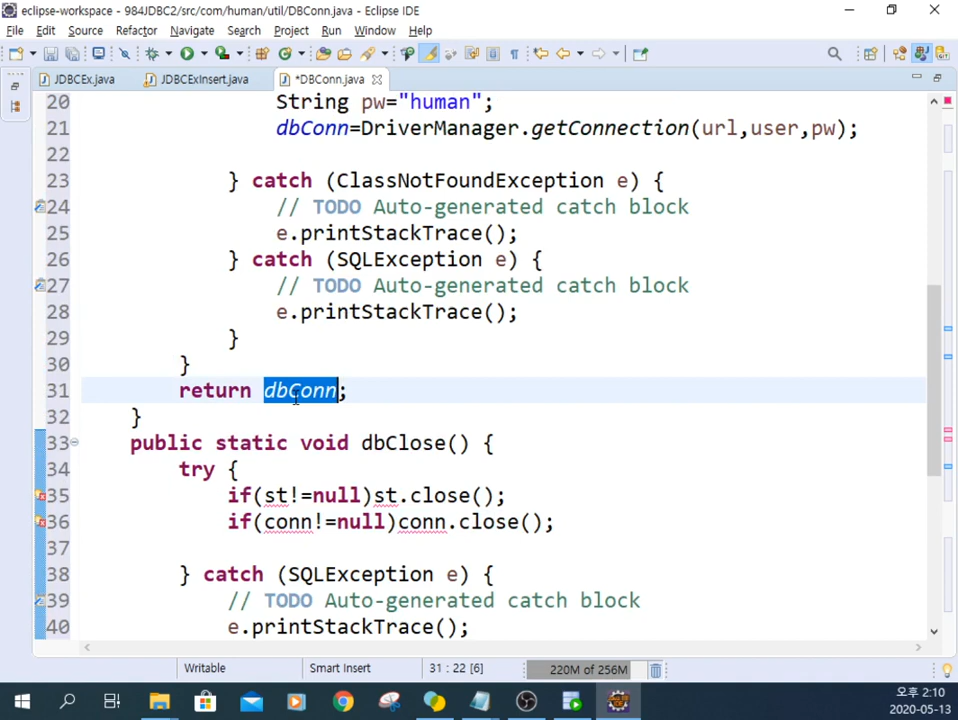 eclipse-workspace - 984JDBC2/src/com/human/util/DBConn.java - Eclipse IDE
File Edit Source Refactor Navigate Search Project Run Window Help
JDBCEx.java JDBCExInsert.java *DBConn.java
20 String pw="human";
21 dbConn=DriverManager.getConnection(url,user,pw);
22
23 } catch (ClassNotFoundException e) {
24 // TODO Auto-generated catch block
25 e.printStackTrace();
26 } catch (SQLException e) {
27 // TODO Auto-generated catch block
28 e.printStackTrace();
29 }
30 }
31 return dbConn;
32 }
33 public static void dbClose() {
34 try {
35 if(st!=null)st.close();
36 if(conn!=null)conn.close();
37
38 } catch (SQLException e) {
39 // TODO Auto-generated catch block
40 e.printStackTrace();
Writable Smart Insert 31 : 22 [6] 220M of 256M
오후 2:10
2020-05-13